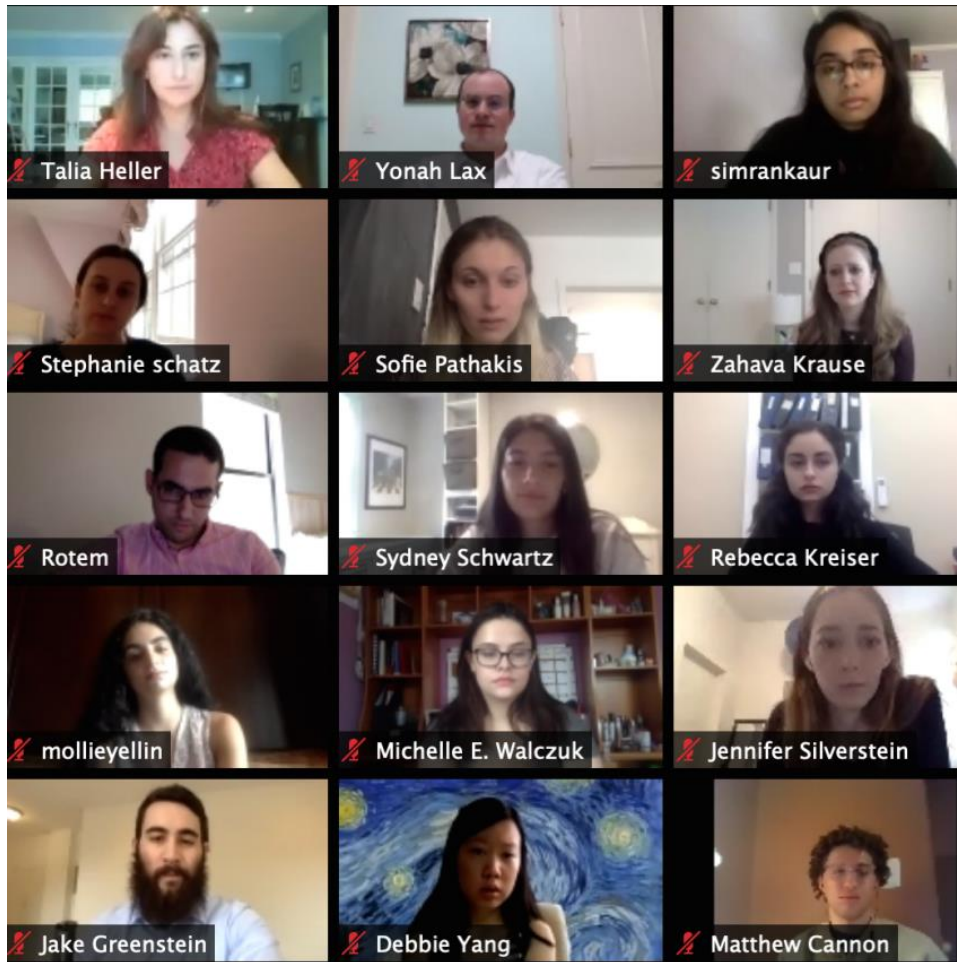 Talia Heller
Yonah Lax
simrankaur
Stephanie schatz
Sofie Pathakis
Zahava Krause
Rotem
Sydney Schwartz
Rebecca Kreiser
mollieyellin
Michelle E. Walczuk
Jennifer Silverstein
Jake Greenstein
Debbie Yang
Matthew Cannon